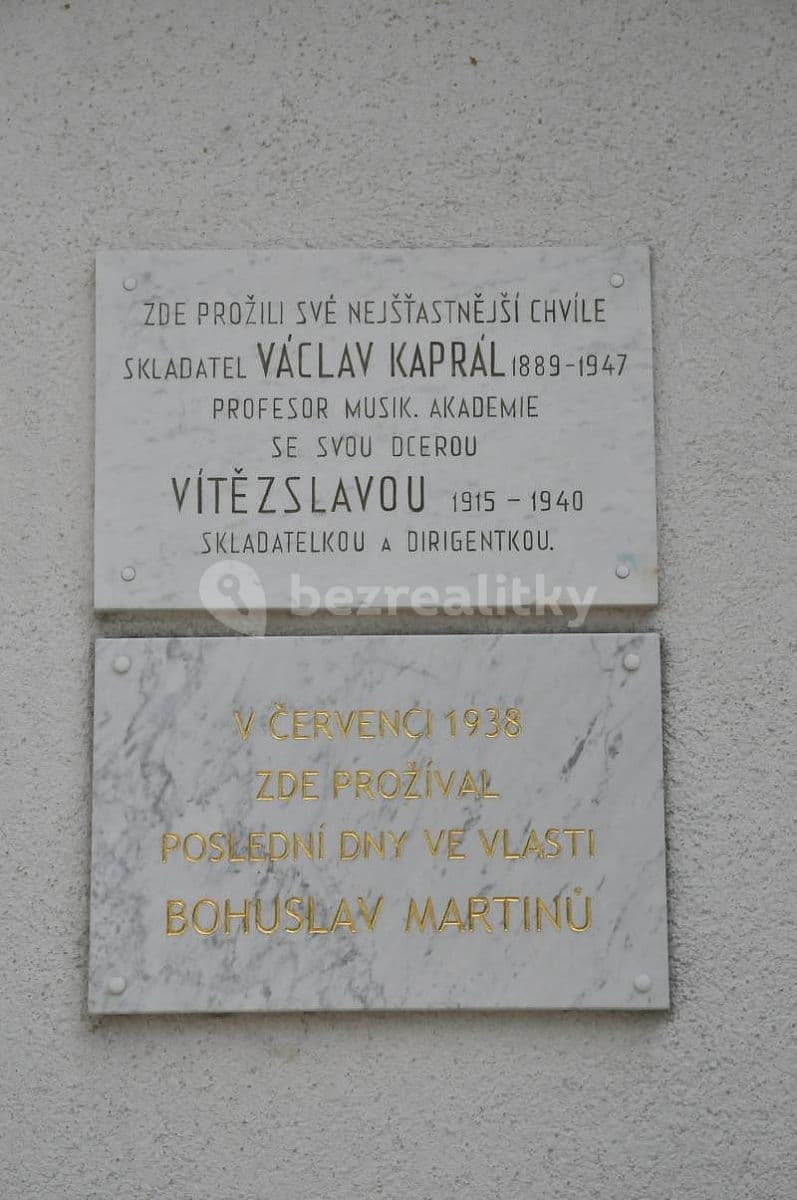 ZDE PROŽILI SVÉ NEJŠŤASTNĚJŠÍ CHVÍLE
SKLADATEL VÁCLAV KAPRÁL 1889-1947
PROFESOR MUSIK. AKADEMIE
SE SVOU DCEROU
VÍTĚZSLAVOU 1915 - 1940
SKLADATELKOU A DIRIGENTKOU.
bezrealitky
V ČERVENCI 1938
ZDE PROŽÍVAL
POSLEDNÍ DNY VE VLASTI
BOHUSLAV MARTINŮ